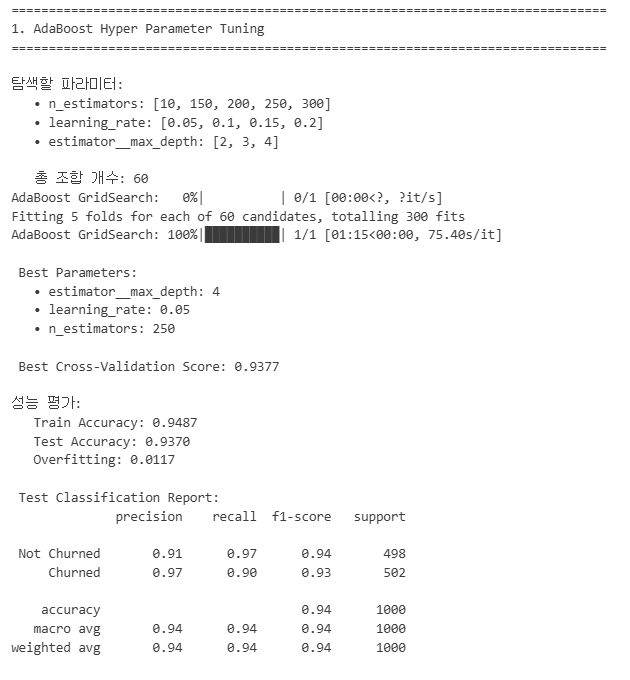 ================================================================================
1. AdaBoost Hyper Parameter Tuning
================================================================================
탐색할 파라미터:
• n_estimators: [10, 150, 200, 250, 300]
• learning_rate: [0.05, 0.1, 0.15, 0.2]
• estimator__max_depth: [2, 3, 4]
총 조합 개수: 60
AdaBoost GridSearch:   0%|          | 0/1 [00:00<?, ?it/s]
Fitting 5 folds for each of 60 candidates, totalling 300 fits
AdaBoost GridSearch: 100%|██████████| 1/1 [01:15<00:00, 75.40s/it]
Best Parameters:
• estimator__max_depth: 4
• learning_rate: 0.05
• n_estimators: 250
Best Cross-Validation Score: 0.9377
성능 평가:
Train Accuracy: 0.9487
Test Accuracy: 0.9370
Overfitting: 0.0117
Test Classification Report:
precision    recall  f1-score   support
Not Churned       0.91      0.97      0.94       498
Churned       0.97      0.90      0.93       502
accuracy                           0.94      1000
macro avg       0.94      0.94      0.94      1000
weighted avg       0.94      0.94      0.94      1000